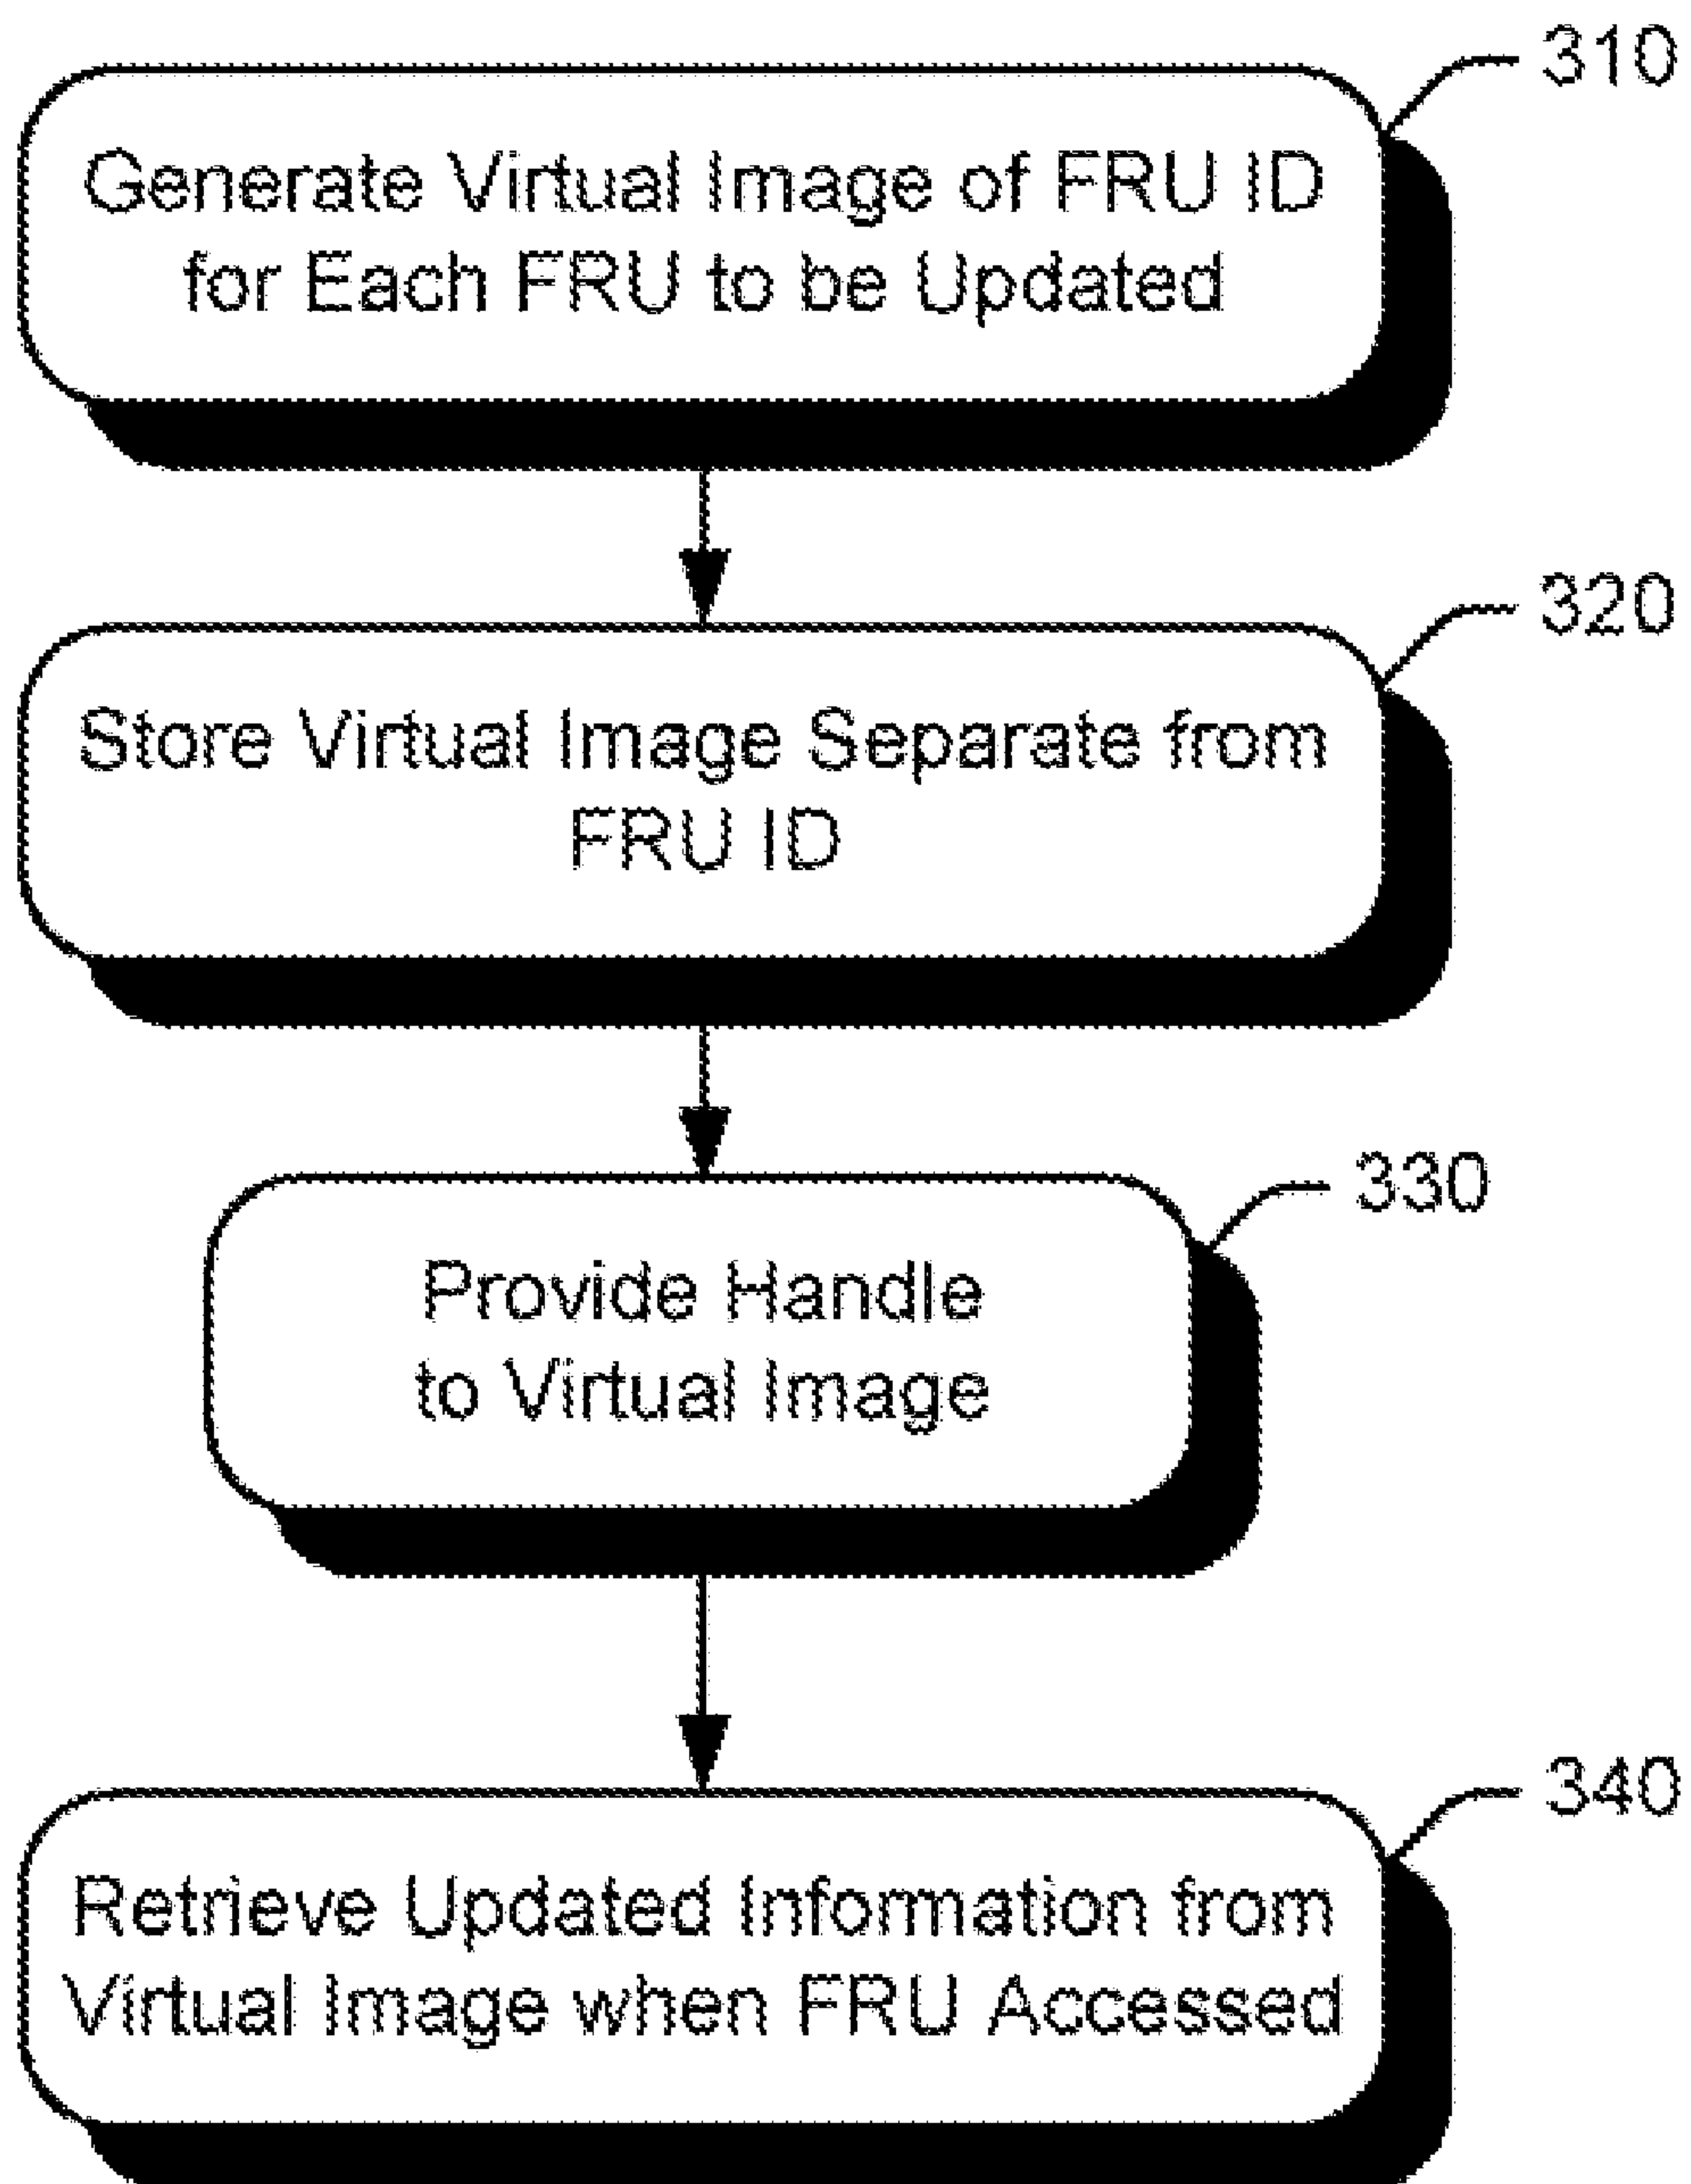 310
Generate Virtual Image of FRU ID
for Each FRU to be Updated
320
Store Virtual Image Separate from
FRU ID
330
Provide Handle
to Virtual Image
340
Retrieve Updated Information from
Virtual Image when FRU Accessed